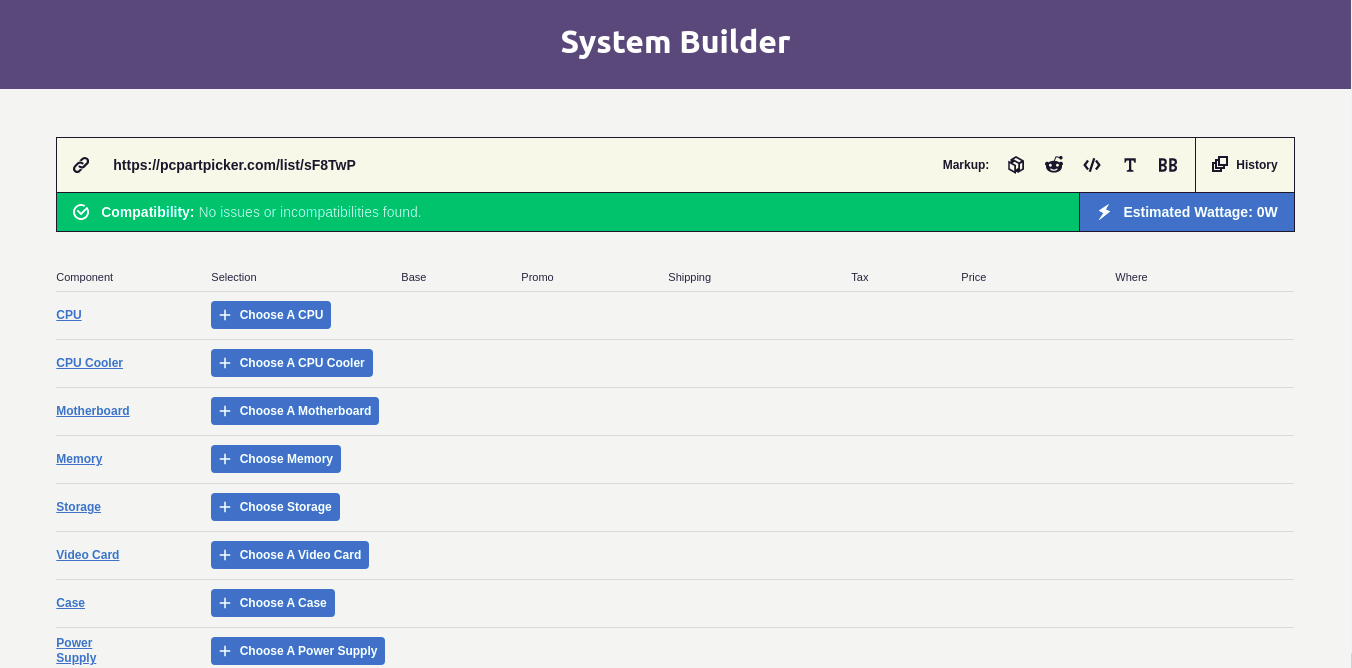 System Builder
https://pcpartpicker.com/list/sF8TwP
Markup:
BB
History
Compatibility: No issues or incompatibilities found.
Estimated Wattage: 0W
Component Selection Base Promo Shipping Tax Price Where
CPU Choose A CPU
CPU Cooler Choose A CPU Cooler
Motherboard Choose A Motherboard
Memory Choose Memory
Storage Choose Storage
Video Card Choose A Video Card
Case Choose A Case
Power
Supply
Choose A Power Supply